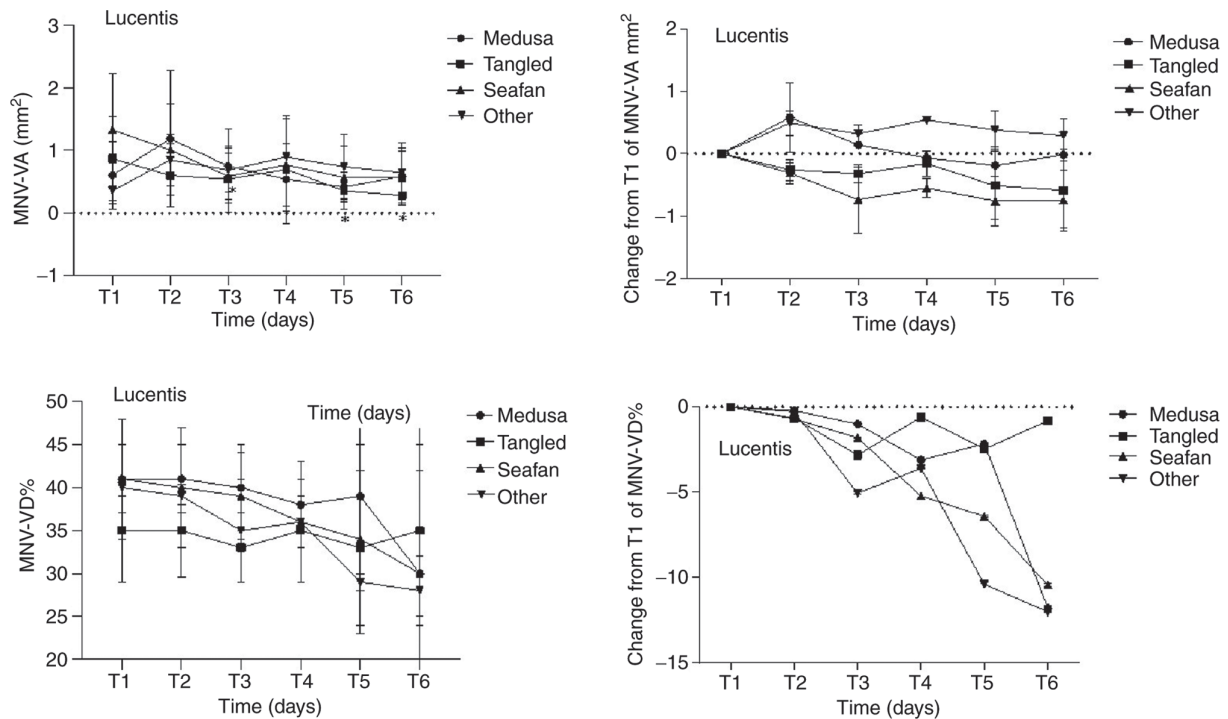 Lucentis
3
2
1
0
−1
MNV-VA (mm²)
T1 T2 T3 T4 T5 T6
Time (days)
Medusa
Tangled
Seafan
Other
*
*
*
Lucentis
2
1
0
−1
−2
Change from T1 of MNV-VA mm²
T1 T2 T3 T4 T5 T6
Time (days)
Medusa
Tangled
Seafan
Other
Lucentis
Time (days)
50
45
40
35
30
25
20
MNV-VD%
T1 T2 T3 T4 T5 T6
Time (days)
Medusa
Tangled
Seafan
Other
Lucentis
0
−5
−10
−15
Change from T1 of MNV-VD%
T1 T2 T3 T4 T5 T6
Time (days)
Medusa
Tangled
Seafan
Other